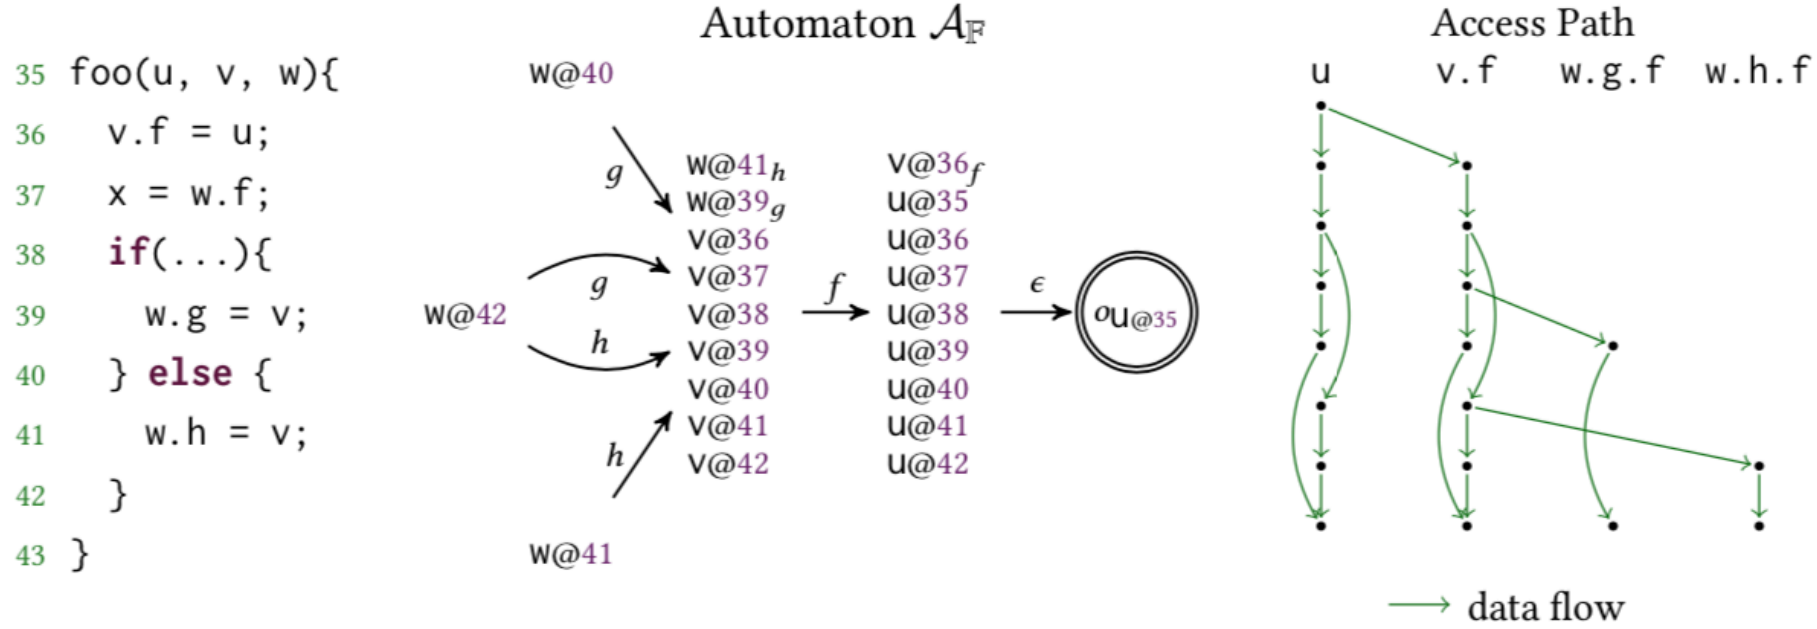 Automaton 𝒜𝔽
Access Path
35 foo(u, v, w){
36 v.f = u;
37 x = w.f;
38 if(...){
39 w.g = v;
40 } else {
41 w.h = v;
42 }
43 }
w@40
g
w@42
g
h
h
w@41
w@41h
w@39g
v@36
v@37
v@38
v@39
v@40
v@41
v@42
f
v@36f
u@35
u@36
u@37
u@38
u@39
u@40
u@41
u@42
ϵ
ou@35
u v.f w.g.f w.h.f
data flow